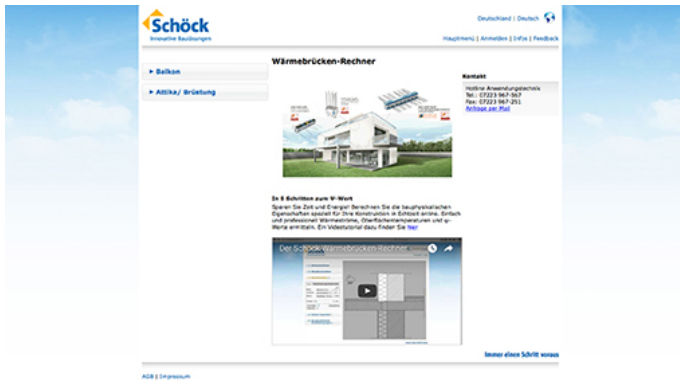 Schöck
Innovative Baulösungen
Deutschland | Deutsch
Hauptmenü | Anmelden | Infos | Feedback
Balkon
Attika/ Brüstung
Wärmebrücken-Rechner
Kontakt
Hotline Anwendungstechnik
Tel.: 07223 967-567
Fax: 07223 967-251
Anfrage per Mail
In 5 Schritten zum Ψ-Wert
Sparen Sie Zeit und Energie! Berechnen Sie die bauphysikalischen
Eigenschaften speziell für Ihre Konstruktion in Echtzeit online. Einfach
und professionell Wärmeströme, Oberflächentemperaturen und ψ-
Werte ermitteln. Ein Videotutorial dazu finden Sie hier
Der Schöck Wärmebrücken-Rechner
Immer einen Schritt voraus
AGB | Impressum